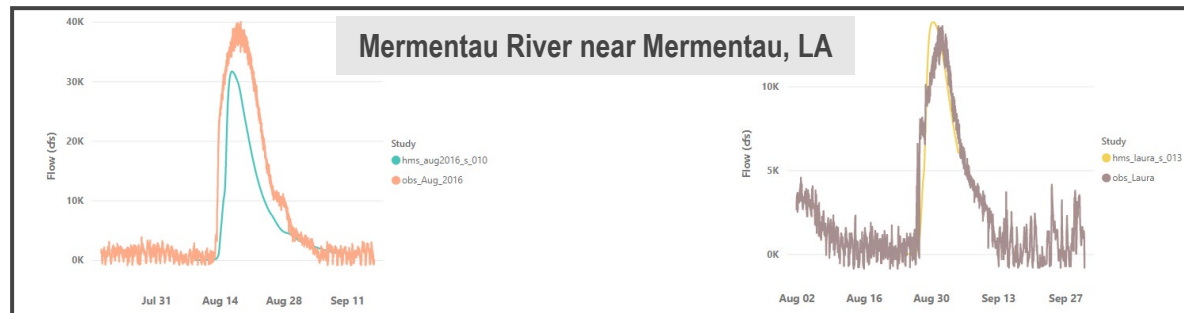 Mermentau River near Mermentau, LA
40K
30K
20K
10K
0K
Flow (cfs)
Jul 31
Aug 14
Aug 28
Sep 11
Study
hms_aug2016_s_010
obs_Aug_2016
10K
5K
0K
Flow (cfs)
Aug 02
Aug 16
Aug 30
Sep 13
Sep 27
Study
hms_laura_s_013
obs_Laura